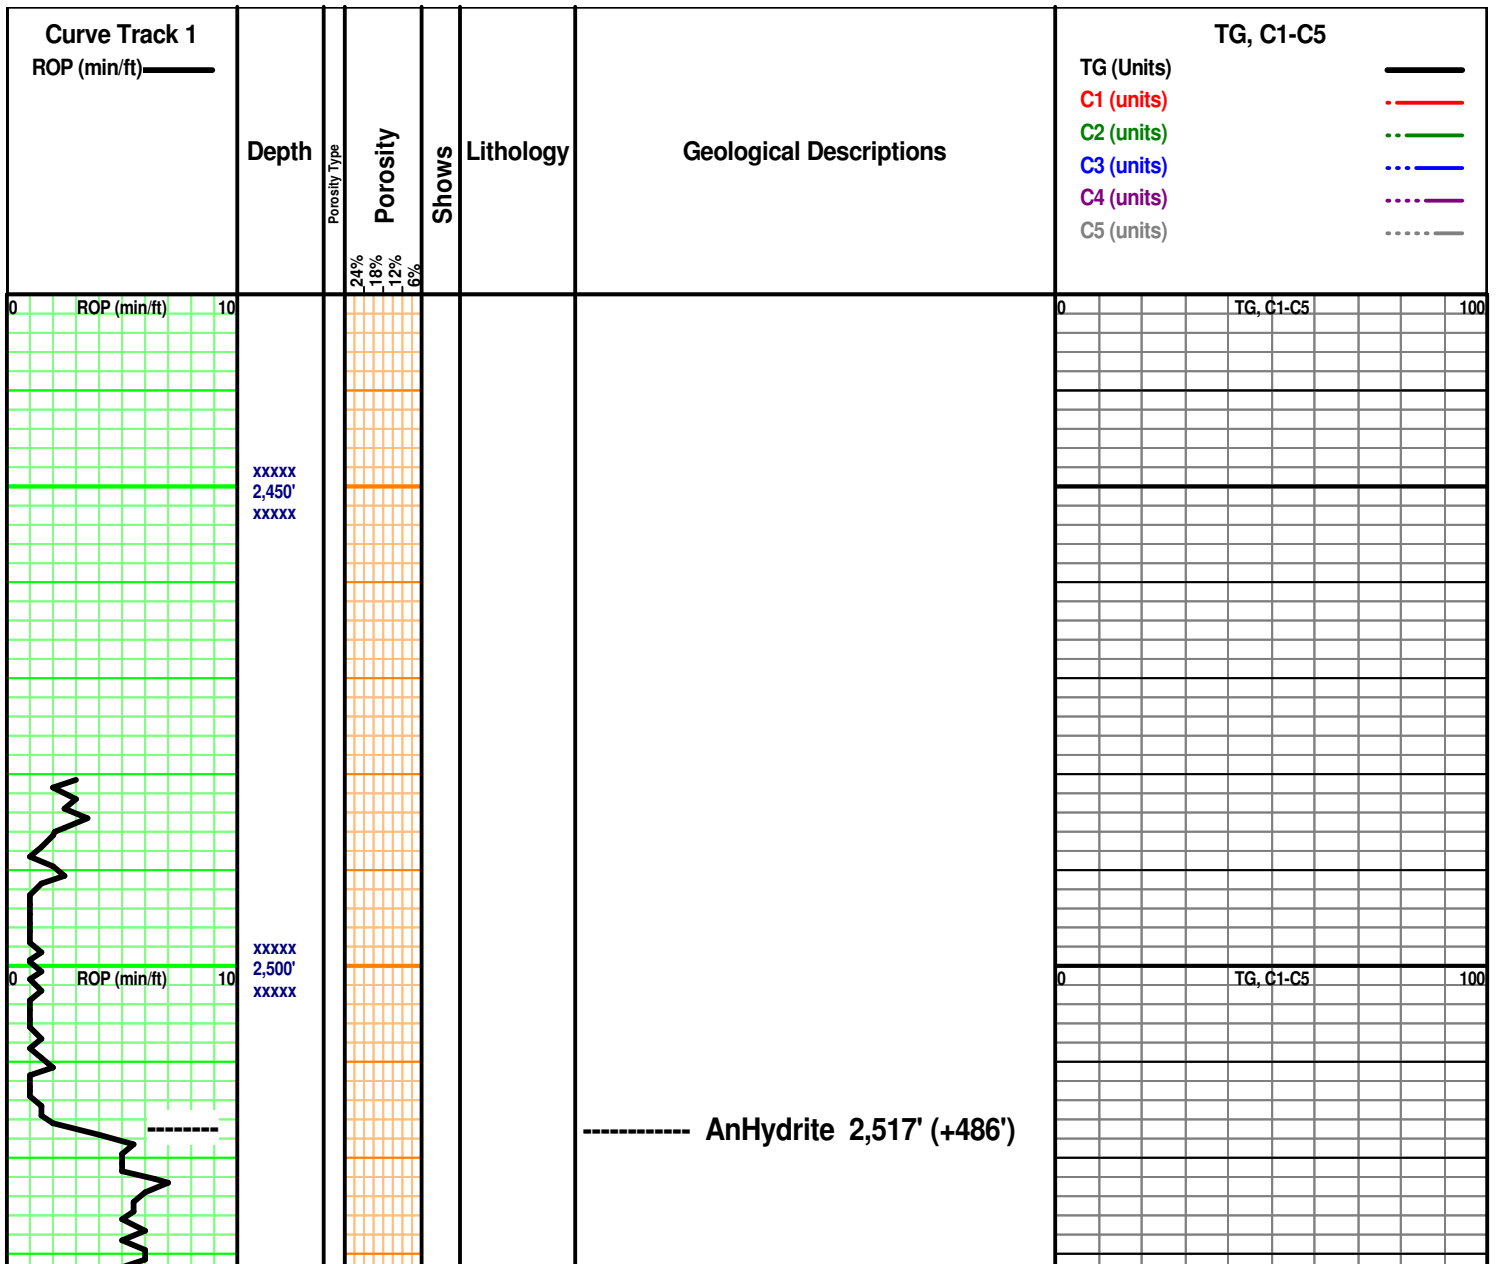 Curve Track 1
ROP (min/ft)
Depth
Porosity Type
Porosity
24%
18%
12%
6%
Shows
Lithology
Geological Descriptions
TG, C1-C5
TG (Units)
C1 (units)
C2 (units)
C3 (units)
C4 (units)
C5 (units)
0 ROP (min/ft) 10
0 TG, C1-C5 100
xxxxx
2,450'
xxxxx
xxxxx
2,500'
xxxxx
0 ROP (min/ft) 10
0 TG, C1-C5 100
---------
------------ AnHydrite 2,517' (+486')